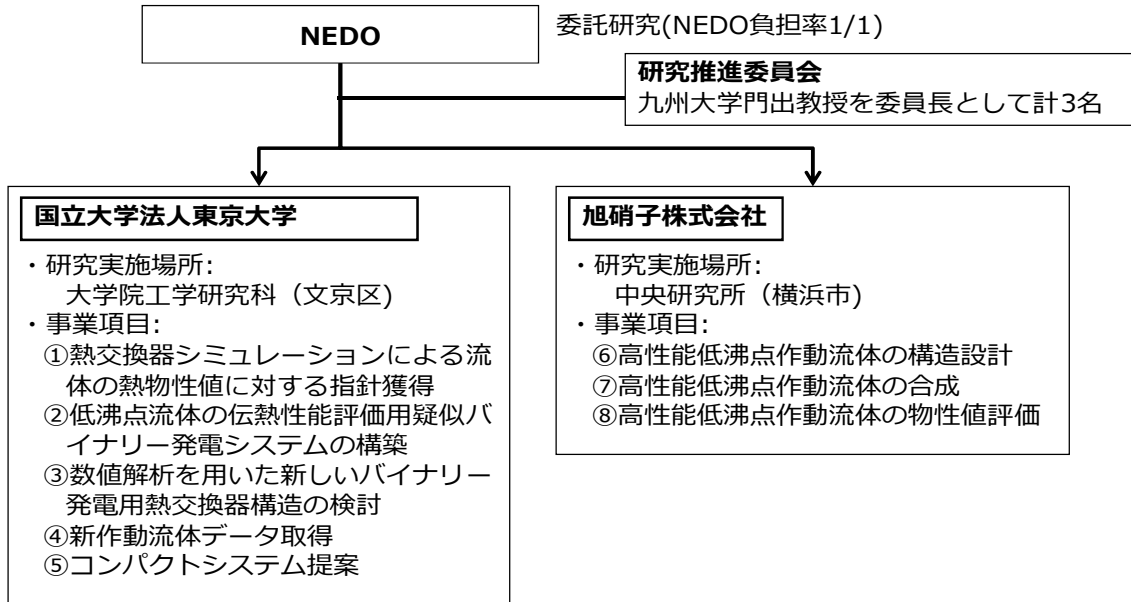 NEDO
委託研究(NEDO負担率1/1)
研究推進委員会
九州大学門出教授を委員長として計3名
国立大学法人東京大学
・研究実施場所:
大学院工学研究科（文京区)
・事業項目:
①熱交換器シミュレーションによる流
体の熱物性値に対する指針獲得
②低沸点流体の伝熱性能評価用疑似バ
イナリー発電システムの構築
③数値解析を用いた新しいバイナリー
発電用熱交換器構造の検討
④新作動流体データ取得
⑤コンパクトシステム提案
旭硝子株式会社
・研究実施場所:
中央研究所（横浜市)
・事業項目:
⑥高性能低沸点作動流体の構造設計
⑦高性能低沸点作動流体の合成
⑧高性能低沸点作動流体の物性値評価